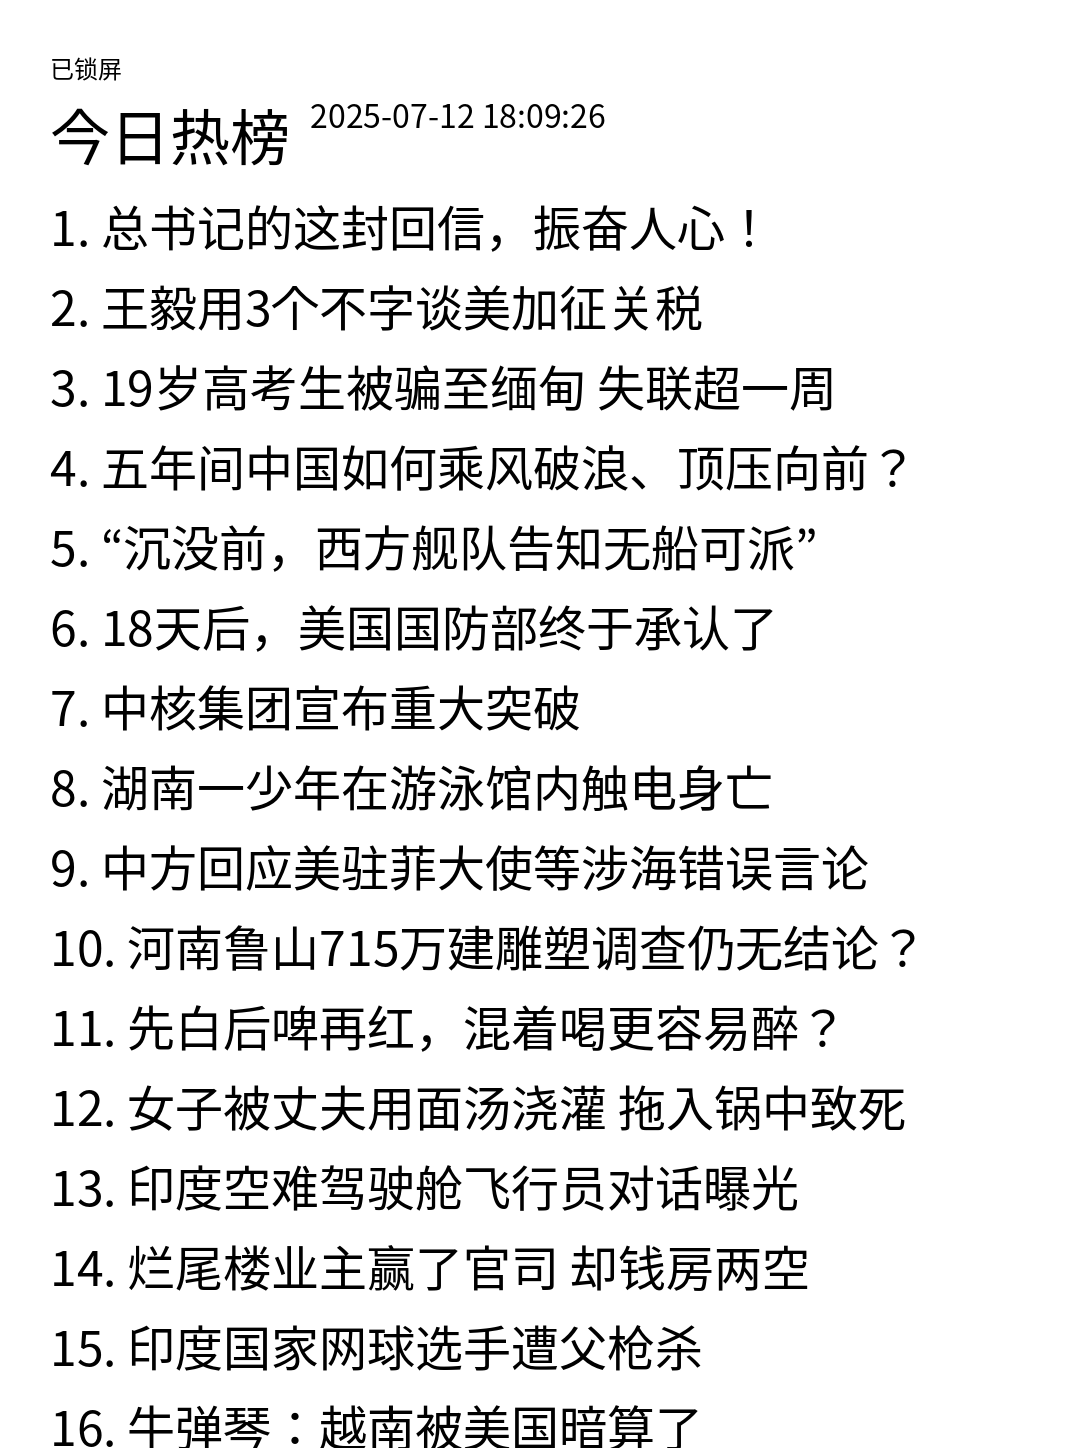 已锁屏
今日热榜 2025-07-12 18:09:26
1. 总书记的这封回信，振奋人心！
2. 王毅用3个不字谈美加征关税
3. 19岁高考生被骗至缅甸 失联超一周
4. 五年间中国如何乘风破浪、顶压向前？
5. “沉没前，西方舰队告知无船可派”
6. 18天后，美国国防部终于承认了
7. 中核集团宣布重大突破
8. 湖南一少年在游泳馆内触电身亡
9. 中方回应美驻菲大使等涉海错误言论
10. 河南鲁山715万建雕塑调查仍无结论？
11. 先白后啤再红，混着喝更容易醉？
12. 女子被丈夫用面汤浇灌 拖入锅中致死
13. 印度空难驾驶舱飞行员对话曝光
14. 烂尾楼业主赢了官司 却钱房两空
15. 印度国家网球选手遭父枪杀
16. 牛弹琴：越南被美国暗算了